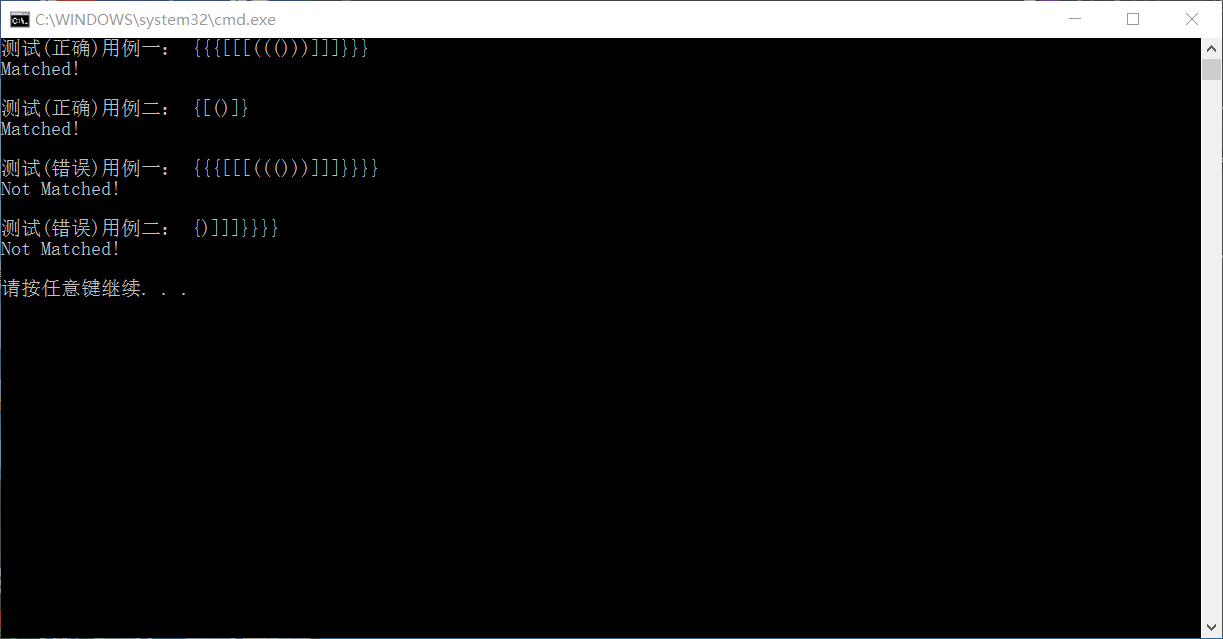 C:\WINDOWS\system32\cmd.exe
测试(正确)用例一： {{{[[[((()))]]]}}}
Matched!
测试(正确)用例二： {[()]}
Matched!
测试(错误)用例一： {{{[[[((()))]]]}}}}
Not Matched!
测试(错误)用例二： {)]]]}}}}
Not Matched!
请按任意键继续. . .